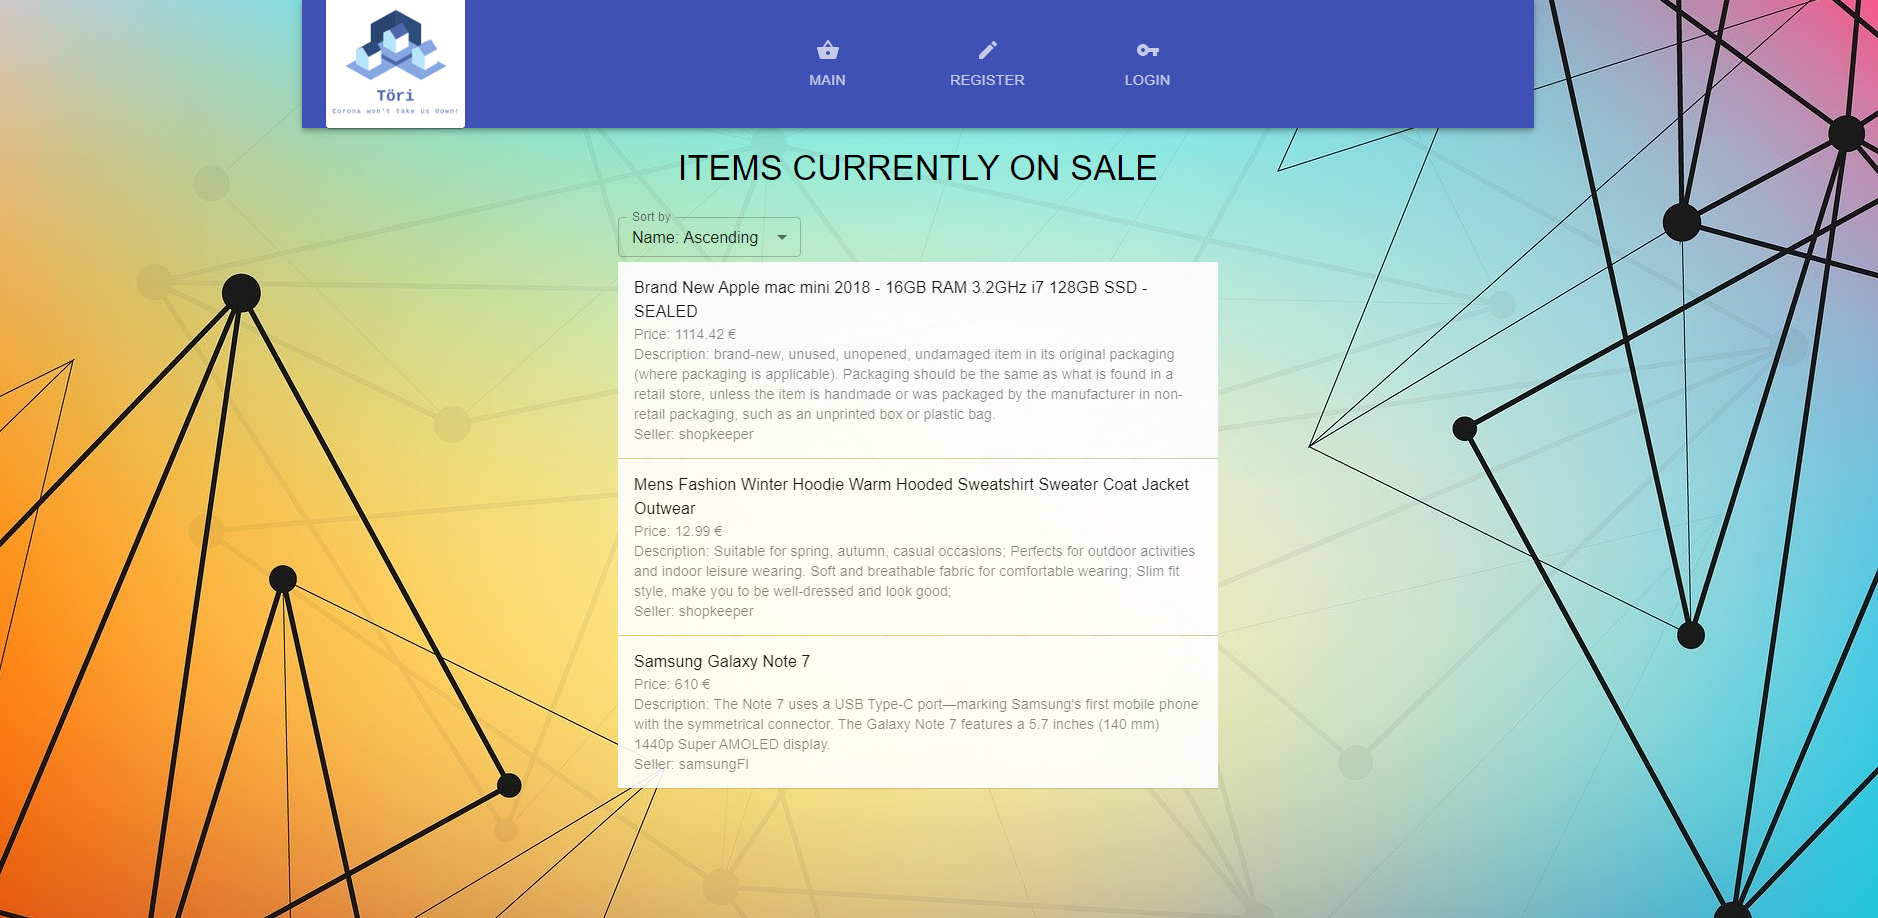 Töri
Corona won't take us down!
MAIN
REGISTER
LOGIN
ITEMS CURRENTLY ON SALE
Sort by
Name: Ascending
Brand New Apple mac mini 2018 - 16GB RAM 3.2GHz i7 128GB SSD -
SEALED
Price: 1114.42 €
Description: brand-new, unused, unopened, undamaged item in its original packaging
(where packaging is applicable). Packaging should be the same as what is found in a
retail store, unless the item is handmade or was packaged by the manufacturer in non-
retail packaging, such as an unprinted box or plastic bag.
Seller: shopkeeper
Mens Fashion Winter Hoodie Warm Hooded Sweatshirt Sweater Coat Jacket
Outwear
Price: 12.99 €
Description: Suitable for spring, autumn, casual occasions; Perfects for outdoor activities
and indoor leisure wearing. Soft and breathable fabric for comfortable wearing; Slim fit
style, make you to be well-dressed and look good;
Seller: shopkeeper
Samsung Galaxy Note 7
Price: 610 €
Description: The Note 7 uses a USB Type-C port—marking Samsung's first mobile phone
with the symmetrical connector. The Galaxy Note 7 features a 5.7 inches (140 mm)
1440p Super AMOLED display.
Seller: samsungFI